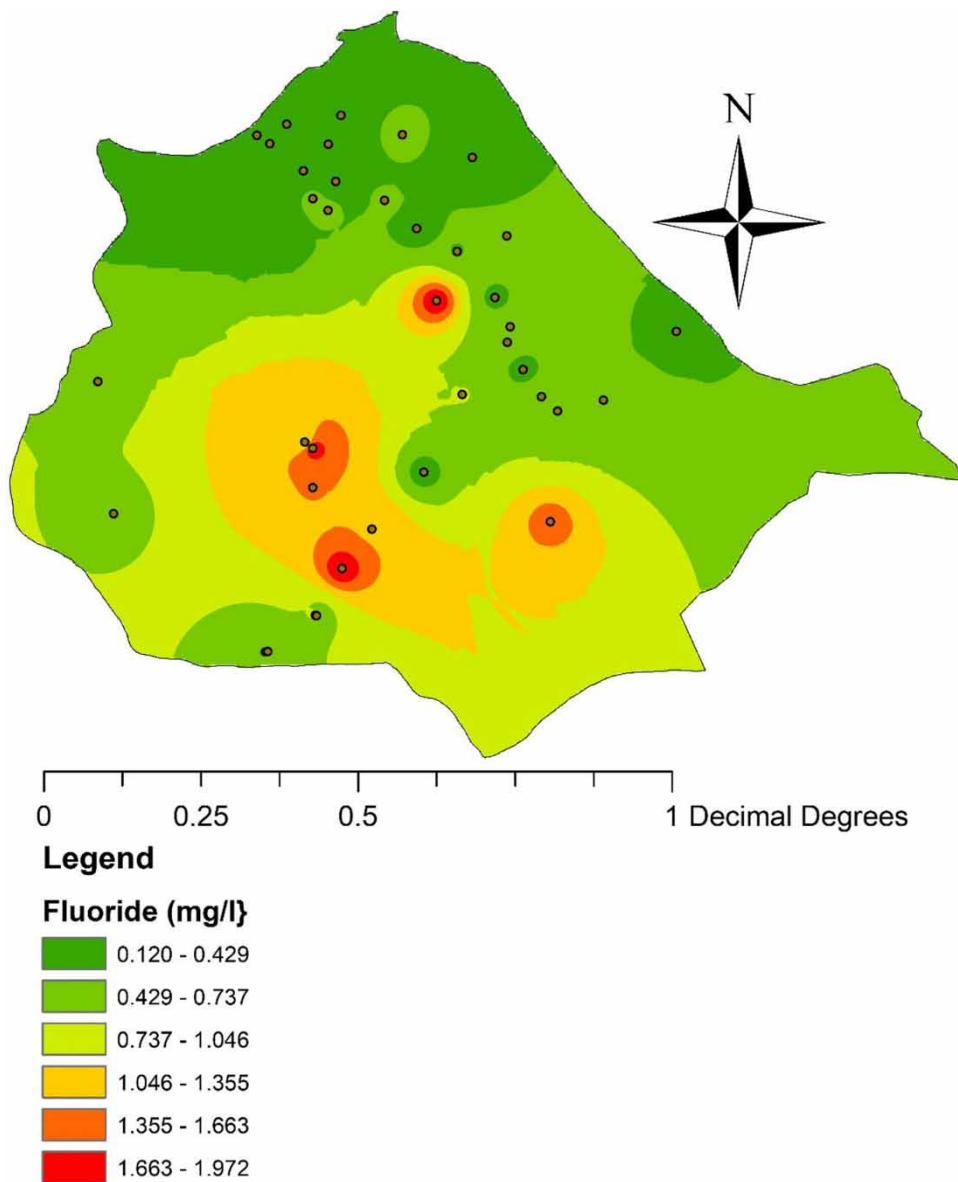 N
0 0.25 0.5 1 Decimal Degrees
Legend
Fluoride (mg/l}
0.120 - 0.429
0.429 - 0.737
0.737 - 1.046
1.046 - 1.355
1.355 - 1.663
1.663 - 1.972